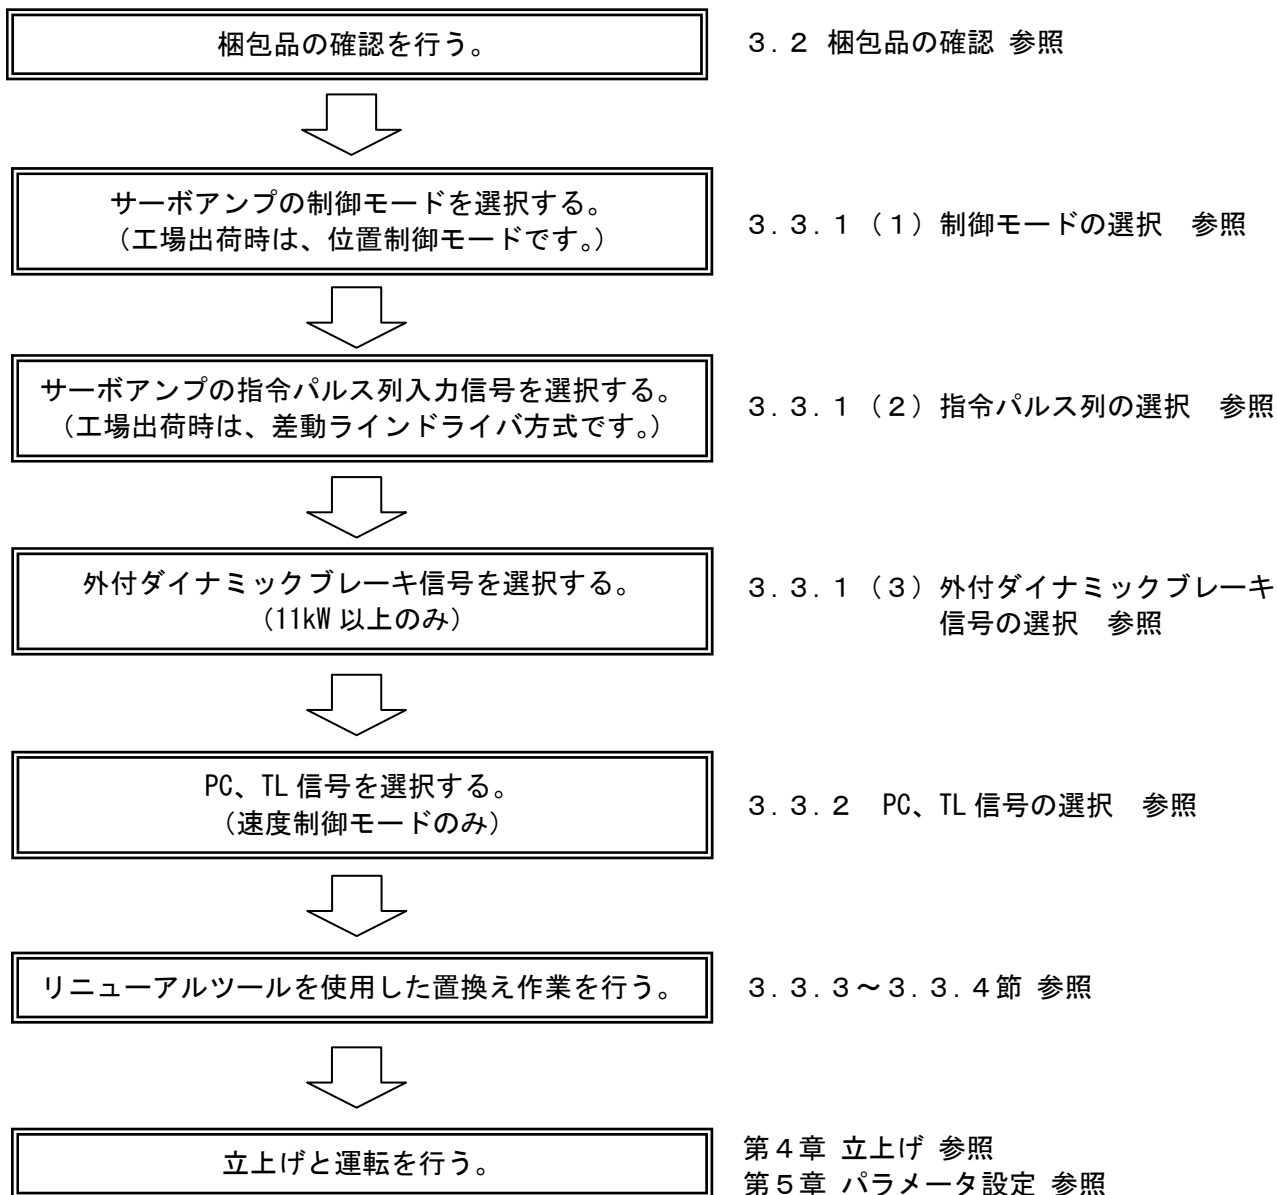 梱包品の確認を行う。
３.２ 梱包品の確認 参照
サーボアンプの制御モードを選択する。
（工場出荷時は、位置制御モードです。）
３.３.１（１）制御モードの選択　参照
サーボアンプの指令パルス列入力信号を選択する。
（工場出荷時は、差動ラインドライバ方式です。）
３.３.１（２）指令パルス列の選択　参照
外付ダイナミックブレーキ信号を選択する。
（11kW 以上のみ）
３.３.１（３）外付ダイナミックブレーキ
信号の選択　参照
PC、TL 信号を選択する。
（速度制御モードのみ）
３.３.２　PC、TL 信号の選択　参照
リニューアルツールを使用した置換え作業を行う。
３.３.３～３.３.４節 参照
立上げと運転を行う。
第４章 立上げ 参照
第５章 パラメータ設定 参照